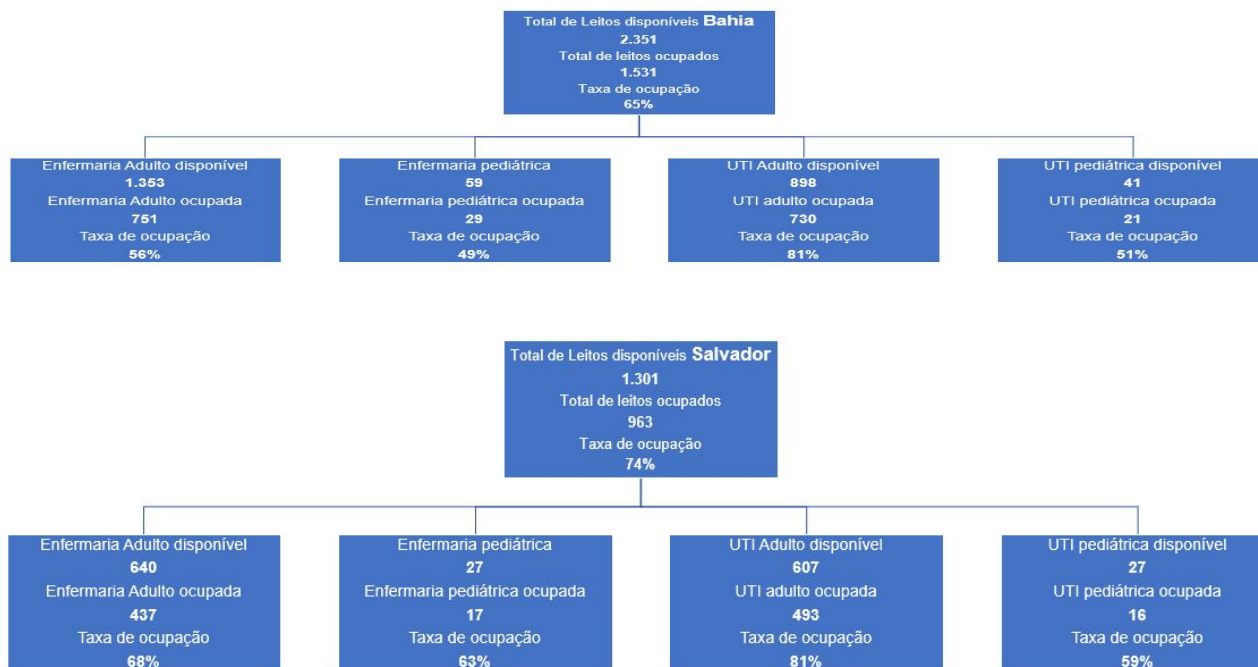 Total de Leitos disponíveis Bahia
2.351
Total de leitos ocupados
1.531
Taxa de ocupação
65%
Enfermaria Adulto disponível
1.353
Enfermaria Adulto ocupada
751
Taxa de ocupação
56%
Enfermaria pediátrica
59
Enfermaria pediátrica ocupada
29
Taxa de ocupação
49%
UTI Adulto disponível
898
UTI adulto ocupada
730
Taxa de ocupação
81%
UTI pediátrica disponível
41
UTI pediátrica ocupada
21
Taxa de ocupação
51%
Total de Leitos disponíveis Salvador
1.301
Total de leitos ocupados
963
Taxa de ocupação
74%
Enfermaria Adulto disponível
640
Enfermaria Adulto ocupada
437
Taxa de ocupação
68%
Enfermaria pediátrica
27
Enfermaria pediátrica ocupada
17
Taxa de ocupação
63%
UTI Adulto disponível
607
UTI adulto ocupada
493
Taxa de ocupação
81%
UTI pediátrica disponível
27
UTI pediátrica ocupada
16
Taxa de ocupação
59%